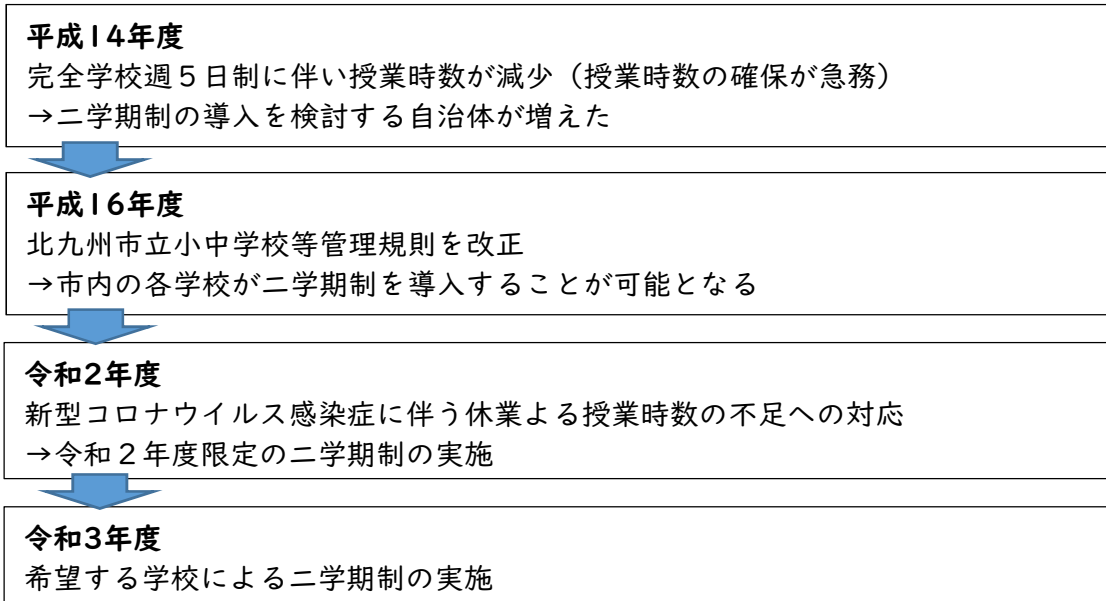 平成14年度
完全学校週5日制に伴い授業時数が減少(授業時数の確保が急務)
→二学期制の導入を検討する自治体が増えた
平成16年度
北九州市立小中学校等管理規則を改正
→市内の各学校が二学期制を導入することが可能となる
令和2年度
新型コロナウイルス感染症に伴う休業よる授業時数の不足への対応
→令和2年度限定の二学期制の実施
令和3年度
希望する学校による二学期制の実施